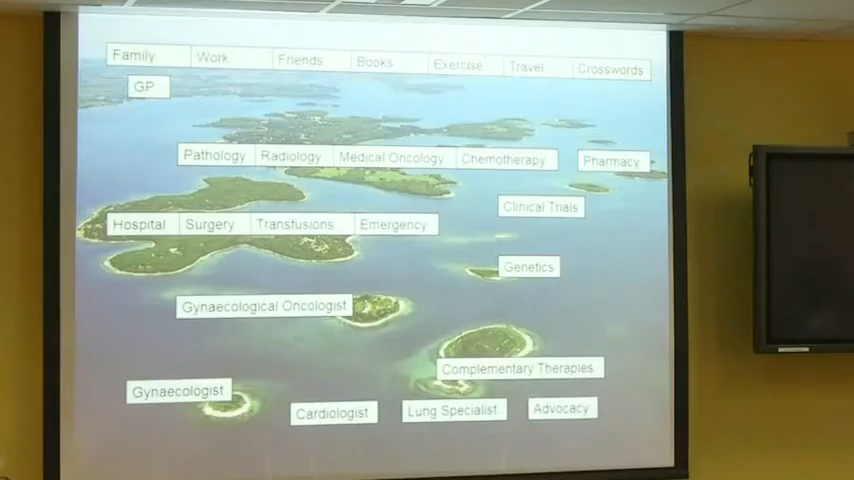 Family Work Friends Books Exercise Travel Crosswords
GP
Pathology Radiology Medical Oncology Chemotherapy Pharmacy
Clinical Trials
Hospital Surgery Transfusions Emergency
Genetics
Gynaecological Oncologist
Complementary Therapies
Gynaecologist
Cardiologist Lung Specialist Advocacy